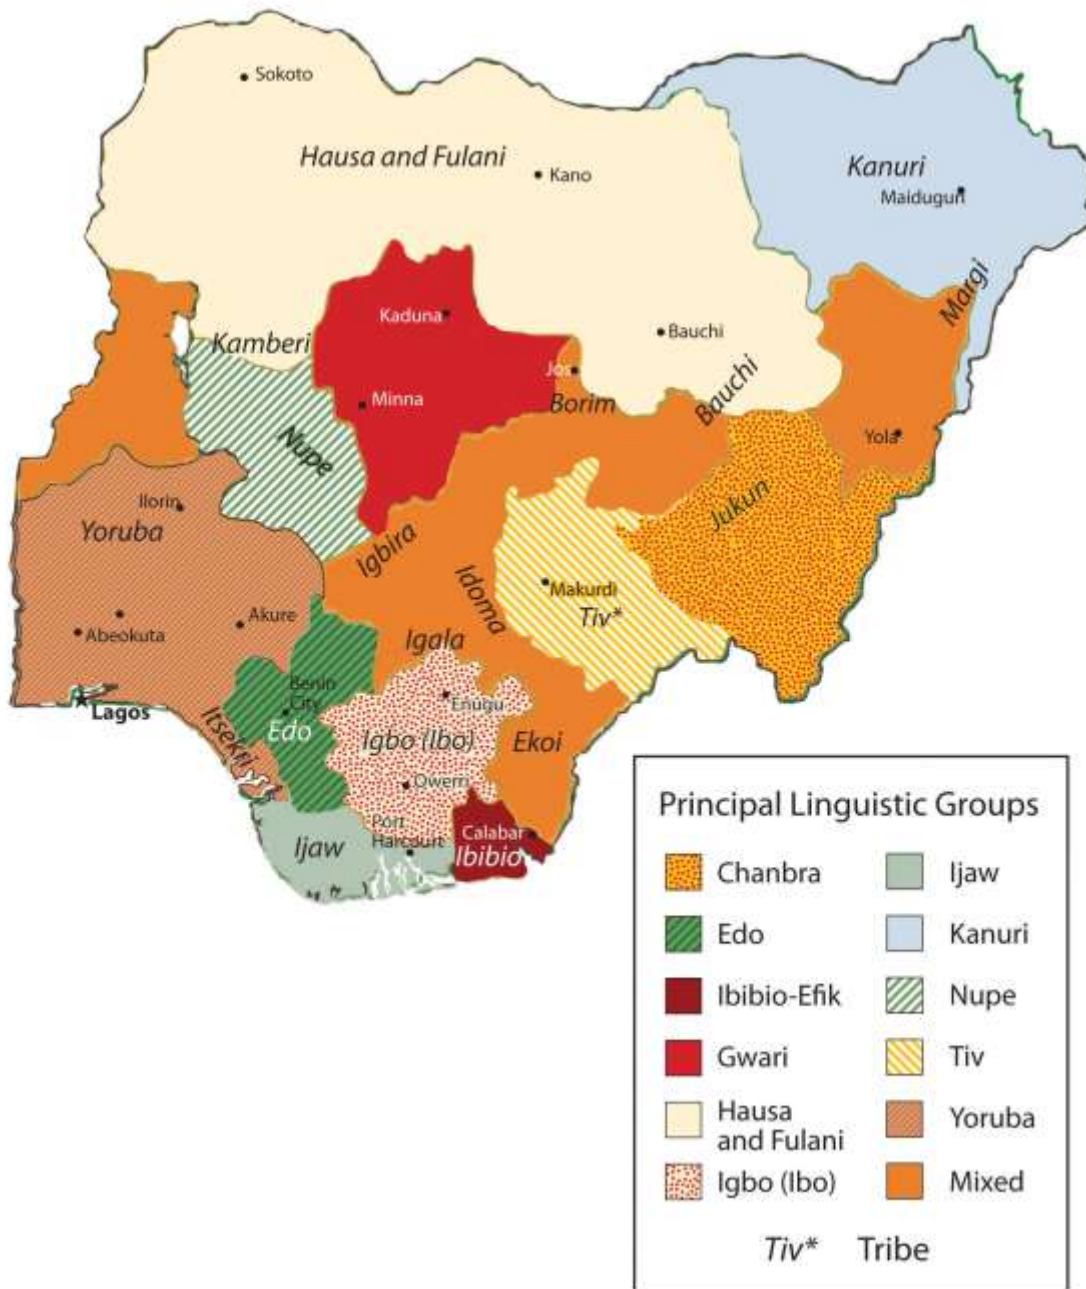 Sokoto
Hausa and Fulani
Kano
Kanuri
Maiduguri
Margi
Kaduna
Kamberi
Bauchi
Jos
Minna
Borim
Bauchi
Nupe
Yola
Ilorin
Yoruba
Jukun
Igbira
Idoma
Makurdi
Tiv*
Akure
Abeokuta
Igala
Benin
City
Enugu
Lagos
Itsekri
Edo
Igbo (Ibo)
Ekoi
Owerri
Port
Harcourt
Calabar
Ijaw
Ibibio
Principal Linguistic Groups
Chanbra
Ijaw
Edo
Kanuri
Ibibio-Efik
Nupe
Gwari
Tiv
Hausa
and Fulani
Yoruba
Igbo (Ibo)
Mixed
Tiv* Tribe